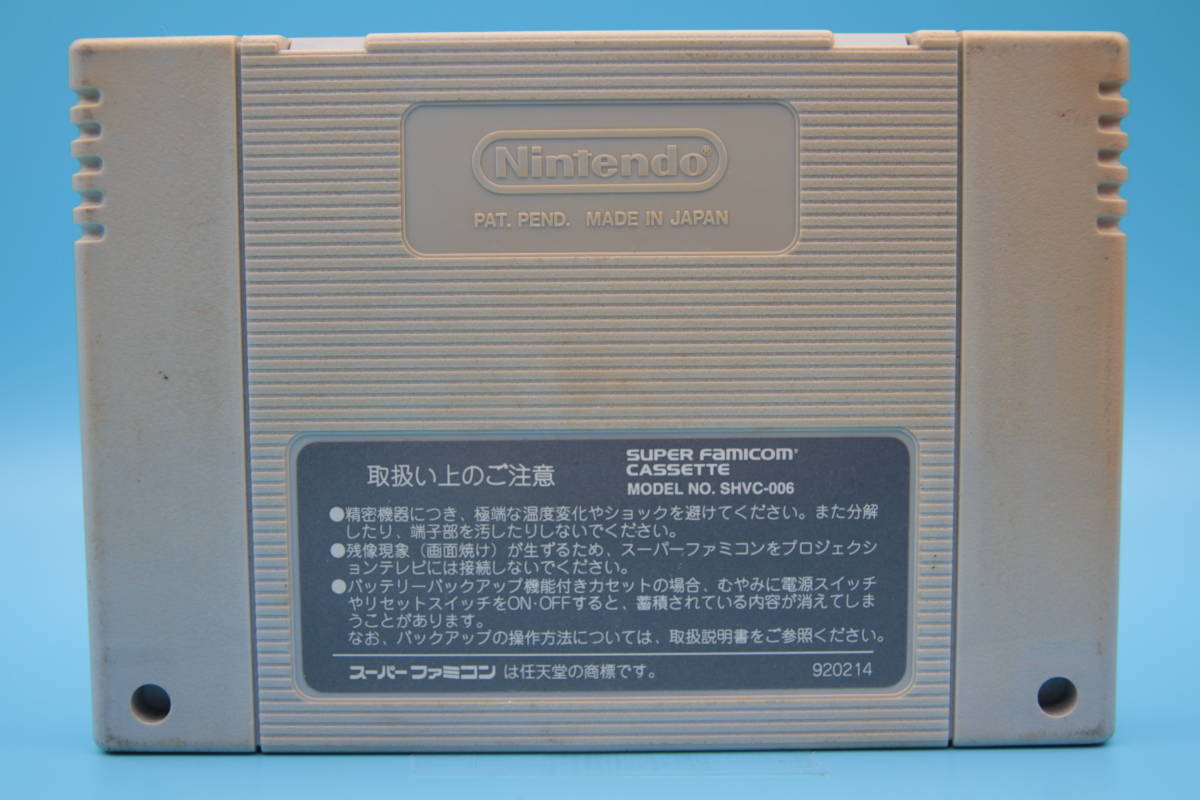 Nintendo®
PAT. PEND. MADE IN JAPAN
取扱い上のご注意
SUPER FAMICOM
CASSETTE
MODEL NO. SHVC-006
●精密機器につき、極端な温度変化やショックを避けてください。また分解
したり、端子部を汚したりしないでください。
●残像現象（画面焼け）が生ずるため、スーパーファミコンをプロジェクシ
ョンテレビには接続しないでください。
●バッテリーバックアップ機能付きカセットの場合、むやみに電源スイッチ
やリセットスイッチをON·OFFすると、蓄積されている内容が消えてしま
うことがあります。
なお、バックアップの操作方法については、取扱説明書をご参照ください。
スーパーファミコン は任天堂の商標です。
920214